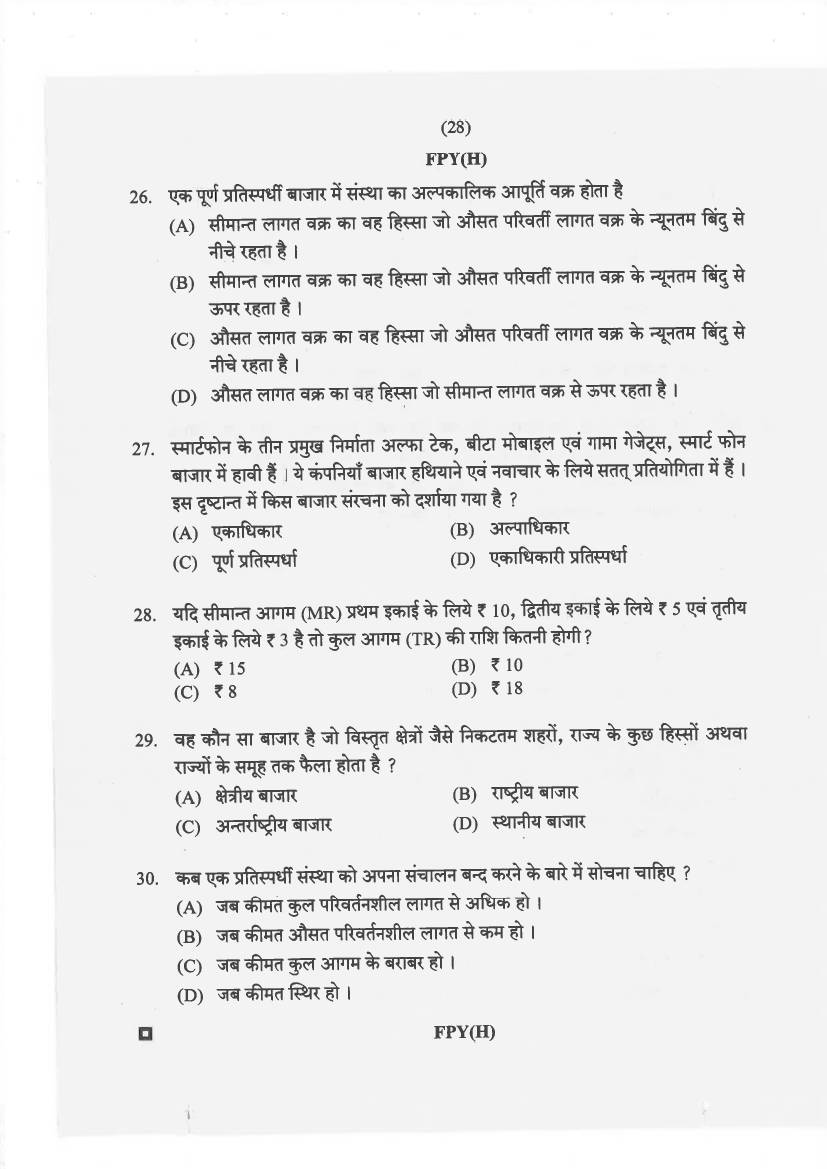 (28)
FPY(H)
26. एक पूर्ण प्रतिस्पर्धी बाजार में संस्था का अल्पकालिक आपूर्ति वक्र होता है
(A) सीमान्त लागत वक्र का वह हिस्सा जो औसत परिवर्ती लागत वक्र के न्यूनतम बिंदु से
नीचे रहता है ।
(B) सीमान्त लागत वक्र का वह हिस्सा जो औसत परिवर्ती लागत वक्र के न्यूनतम बिंदु से
ऊपर रहता है ।
(C) औसत लागत वक्र का वह हिस्सा जो औसत परिवर्ती लागत वक्र के न्यूनतम बिंदु से
नीचे रहता है ।
(D) औसत लागत वक्र का वह हिस्सा जो सीमान्त लागत वक्र से ऊपर रहता है ।
27. स्मार्टफोन के तीन प्रमुख निर्माता अल्फा टेक, बीटा मोबाइल एवं गामा गेजेट्स, स्मार्ट फोन
बाजार में हावी हैं । ये कंपनियाँ बाजार हथियाने एवं नवाचार के लिये सतत् प्रतियोगिता में हैं ।
इस दृष्टान्त में किस बाजार संरचना को दर्शाया गया है ?
(A) एकाधिकार (B) अल्पाधिकार
(C) पूर्ण प्रतिस्पर्धा (D) एकाधिकारी प्रतिस्पर्धा
28. यदि सीमान्त आगम (MR) प्रथम इकाई के लिये ₹ 10, द्वितीय इकाई के लिये ₹ 5 एवं तृतीय
इकाई के लिये ₹ 3 है तो कुल आगम (TR) की राशि कितनी होगी ?
(A) ₹ 15 (B) ₹ 10
(C) ₹ 8 (D) ₹ 18
29. वह कौन सा बाजार है जो विस्तृत क्षेत्रों जैसे निकटतम शहरों, राज्य के कुछ हिस्सों अथवा
राज्यों के समूह तक फैला होता है ?
(A) क्षेत्रीय बाजार (B) राष्ट्रीय बाजार
(C) अन्तर्राष्ट्रीय बाजार (D) स्थानीय बाजार
30. कब एक प्रतिस्पर्धी संस्था को अपना संचालन बन्द करने के बारे में सोचना चाहिए ?
(A) जब कीमत कुल परिवर्तनशील लागत से अधिक हो ।
(B) जब कीमत औसत परिवर्तनशील लागत से कम हो ।
(C) जब कीमत कुल आगम के बराबर हो ।
(D) जब कीमत स्थिर हो ।
FPY(H)